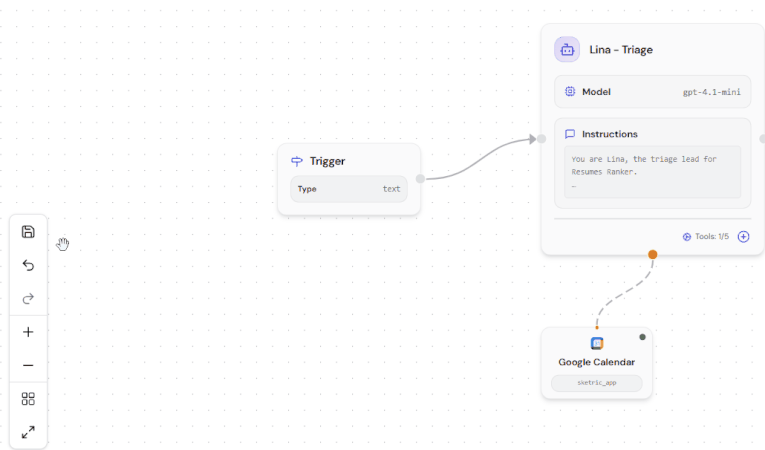 Lina - Triage
Model
gpt-4.1-mini
Instructions
You are Lina, the triage lead for
Resumes Ranker.
…
Trigger
Type
text
Tools: 1/5
Google Calendar
sketric_app